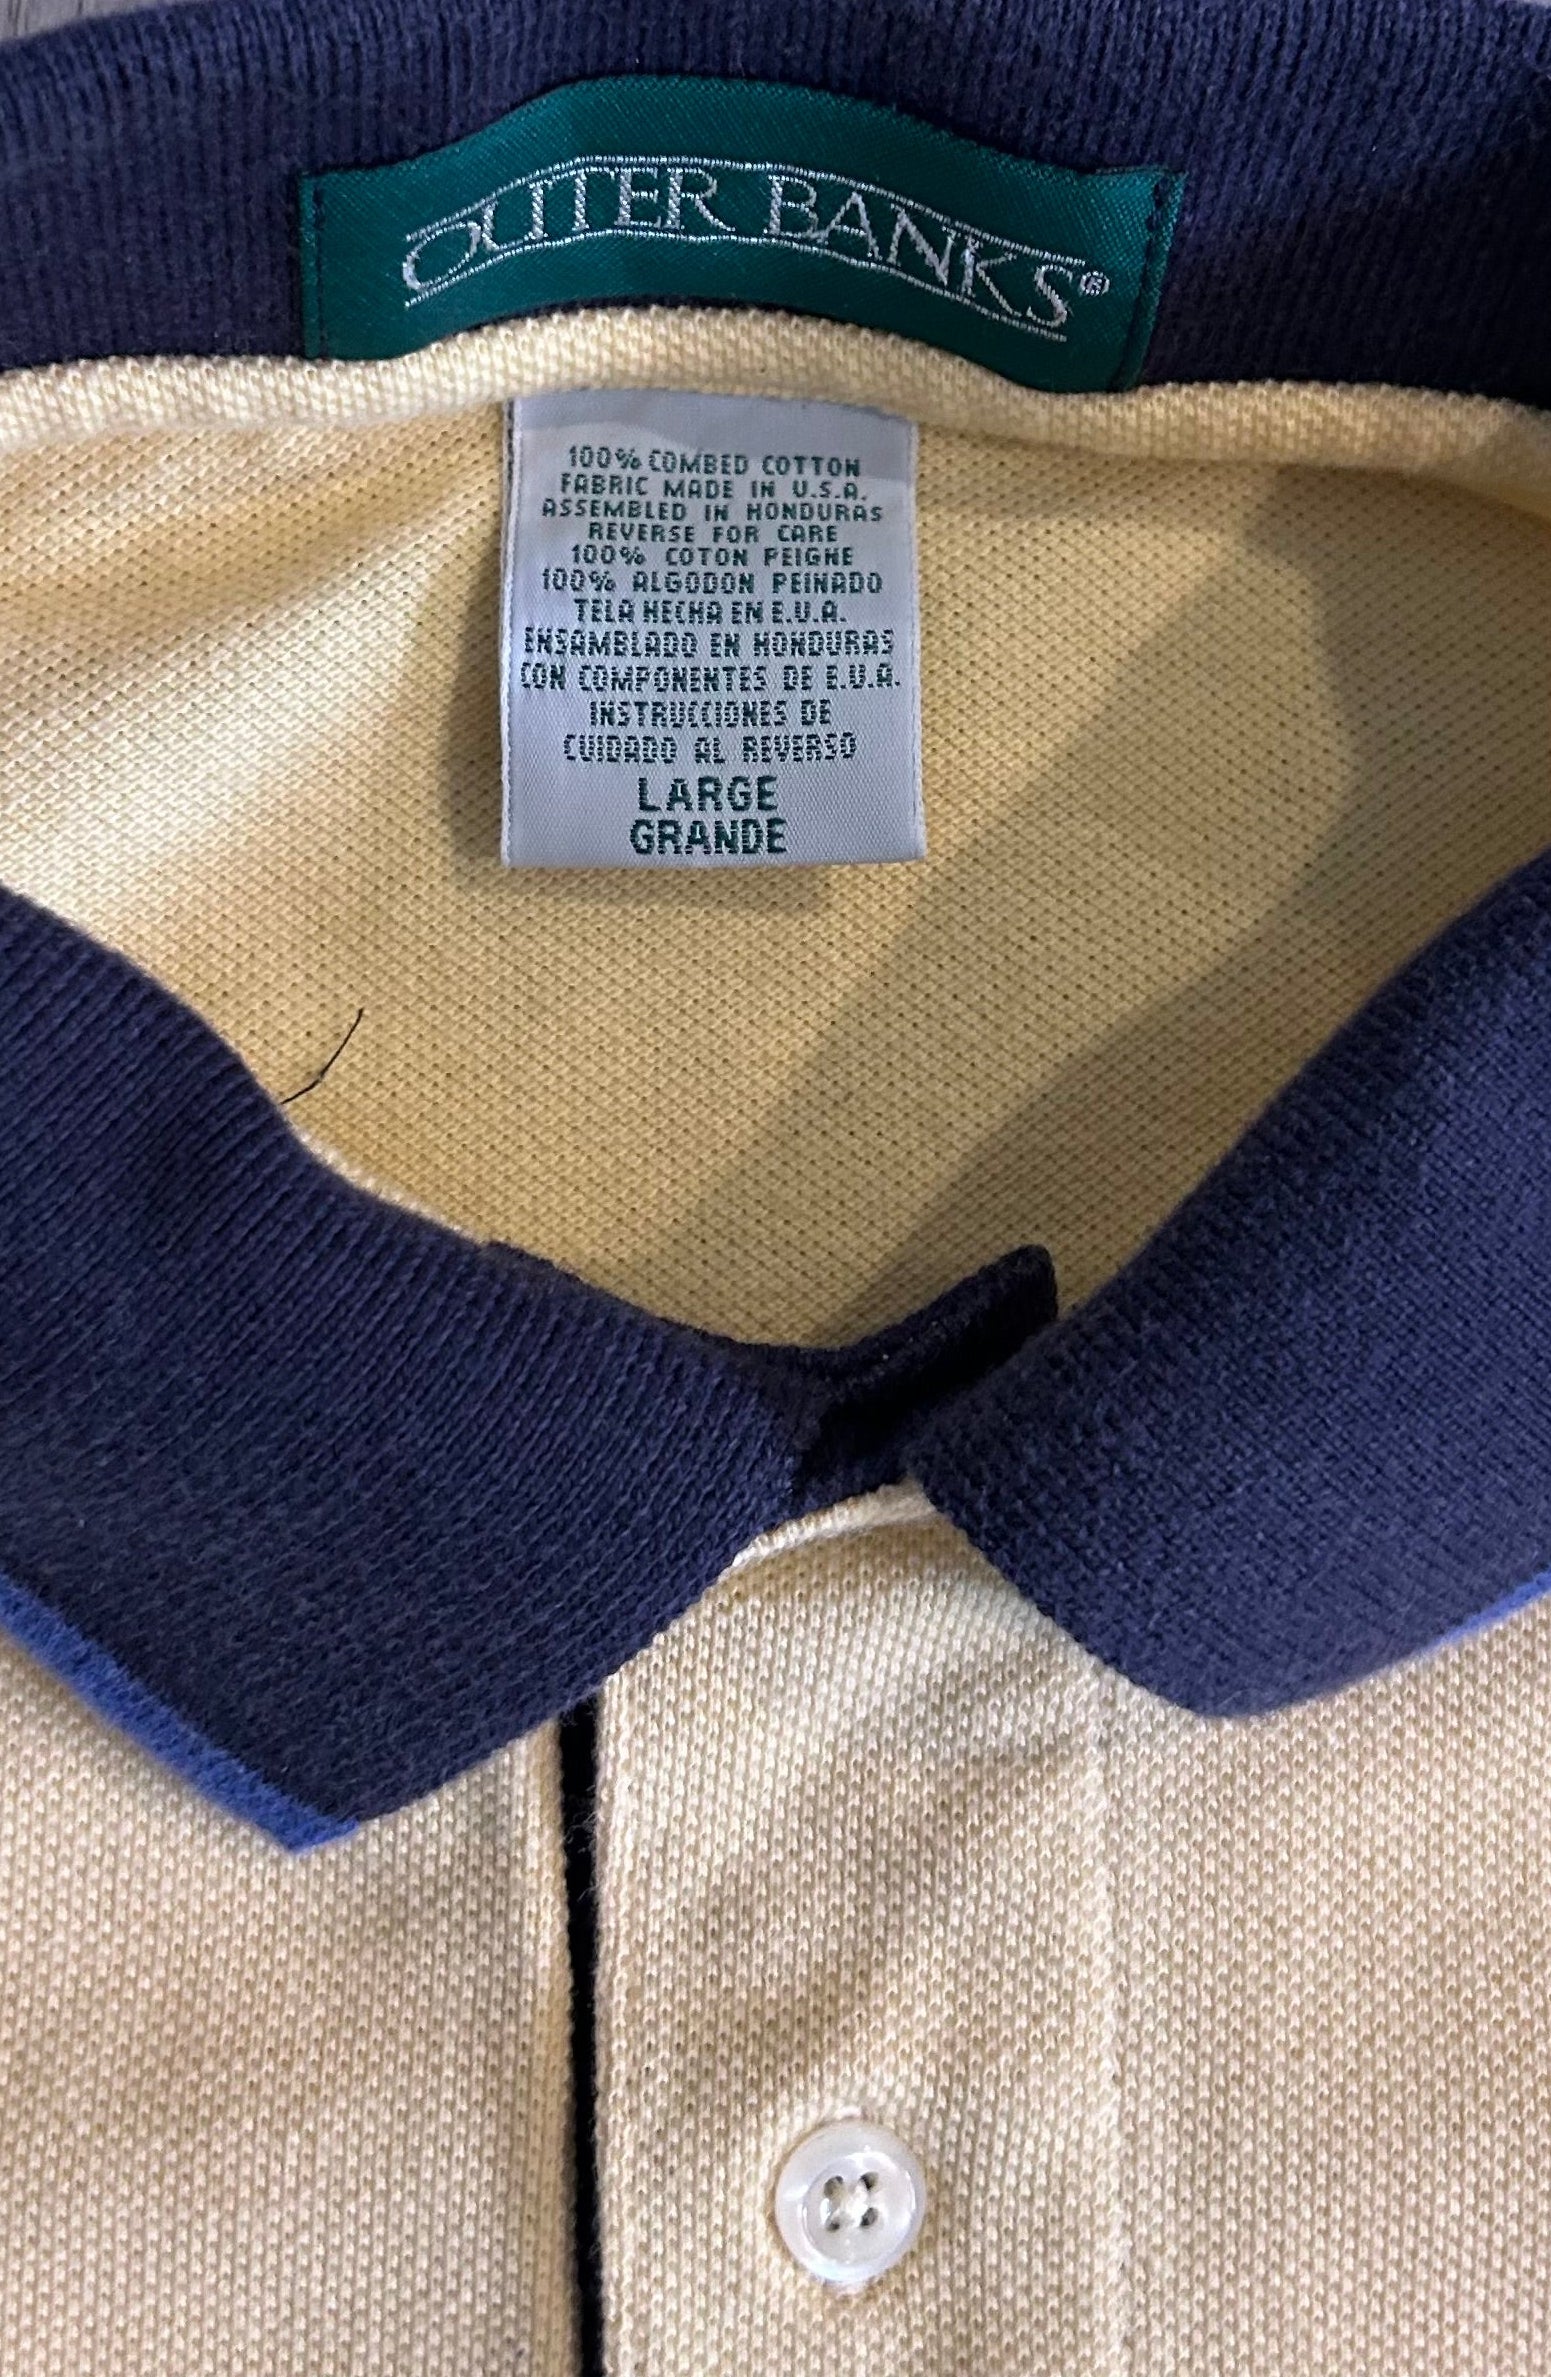 OUTER BANKS®
100% COMBED COTTON
FABRIC MADE IN U.S.A.
ASSEMBLED IN HONDURAS
REVERSE FOR CARE
100% COTON PEIGNE
100% ALGODON PEINADO
TELA HECHA EN E.U.A.
ENSAMBLADO EN HONDURAS
CON COMPONENTES DE E.U.A.
INSTRUCCIONES DE
CUIDADO AL REVERSO
LARGE
GRANDE